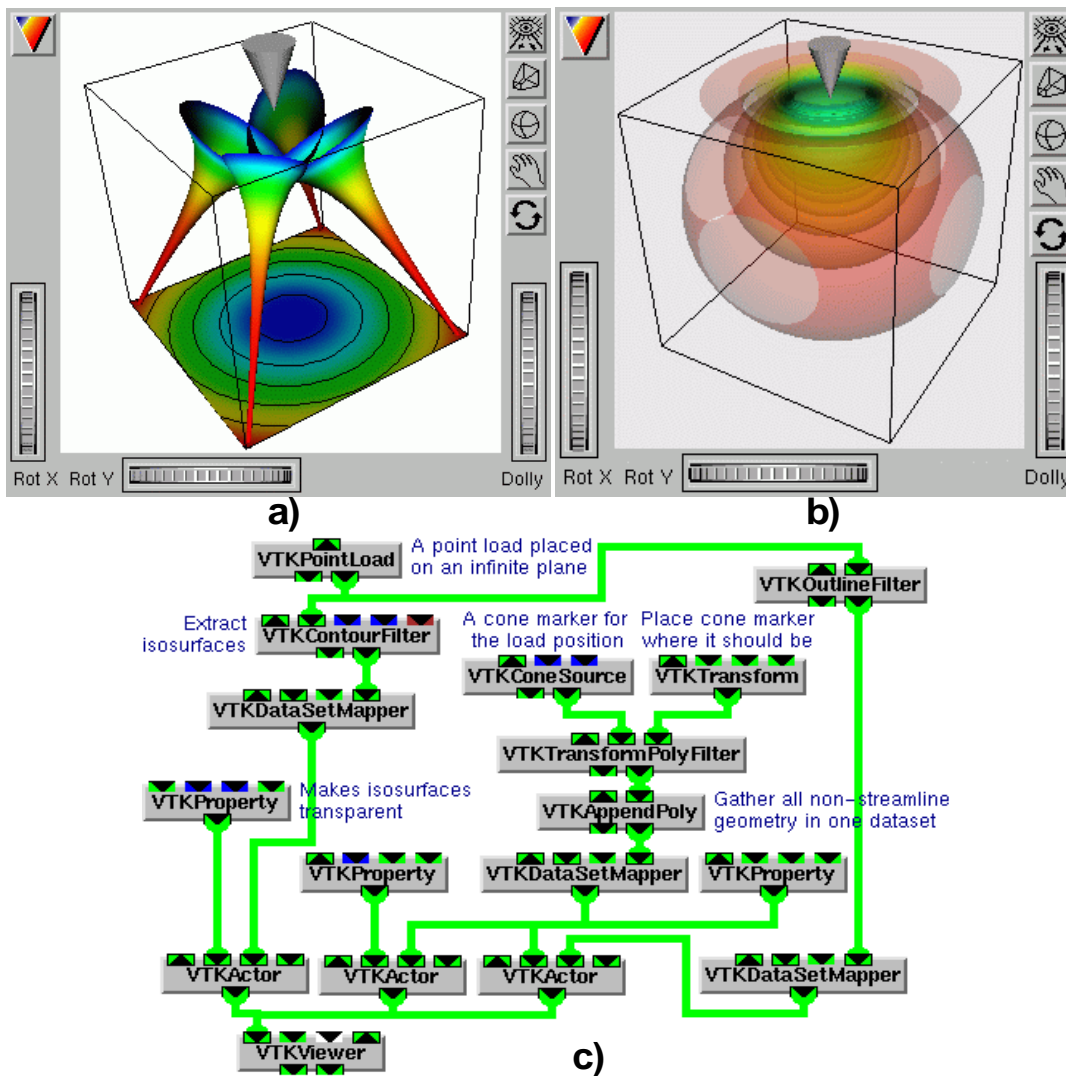 Rot X Rot Y Dolly
Rot X Rot Y Dolly
a)
b)
VTKPointLoad
A point load placed
on an infinite plane
VTKOutlineFilter
Extract
isosurfaces
VTKContourFilter
A cone marker for
the load position
Place cone marker
where it should be
VTKConeSource
VTKTransform
VTKDataSetMapper
VTKTransformPolyFilter
VTKProperty
Makes isosurfaces
transparent
VTKAppendPoly
Gather all non-streamline
geometry in one dataset
VTKProperty
VTKDataSetMapper
VTKProperty
VTKActor
VTKActor
VTKActor
VTKDataSetMapper
VTKViewer
c)